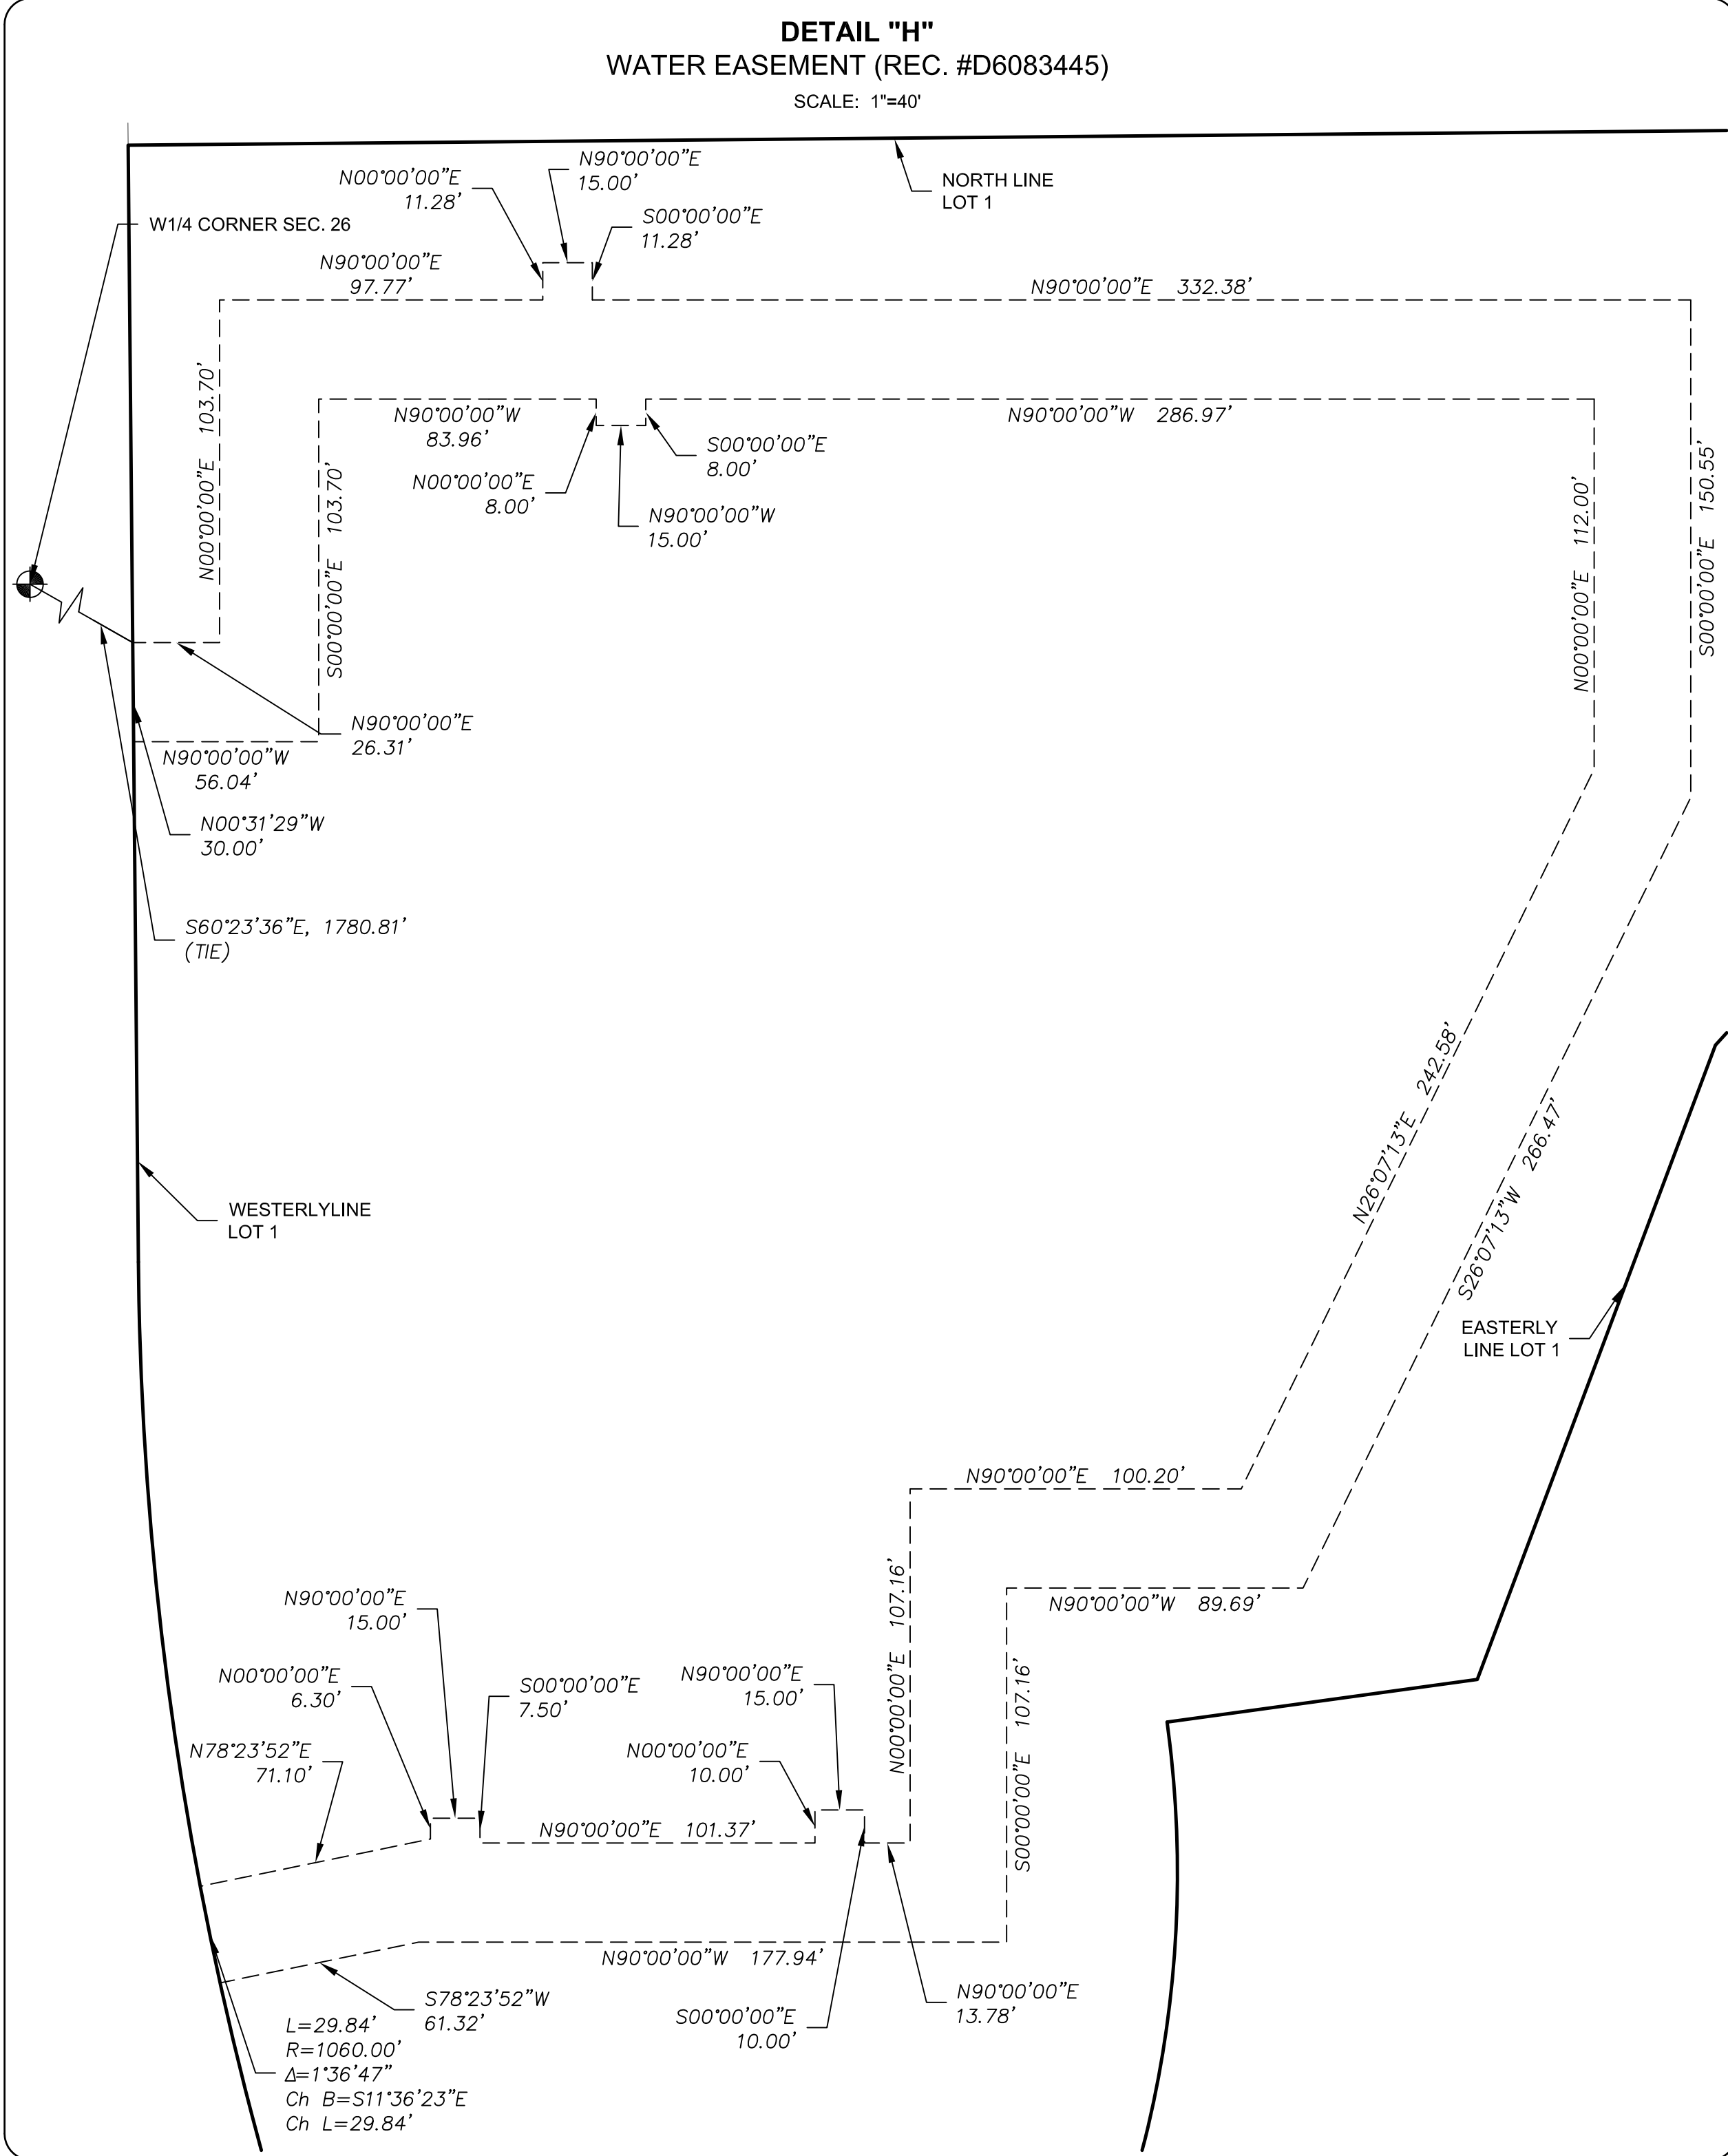 DETAIL "H"
WATER EASEMENT (REC. #D6083445)
SCALE: 1"=40'
N90°00'00"E
15.00'
N00°00'00"E
11.28'
NORTH LINE
LOT 1
S00°00'00"E
11.28'
W1/4 CORNER SEC. 26
N90°00'00"E
97.77'
N90°00'00"E 332.38'
N00°00'00"E 103.70'
N90°00'00"W
83.96'
N90°00'00"W 286.97'
S00°00'00"E
8.00'
N00°00'00"E
8.00'
N90°00'00"W
15.00'
S00°00'00"E 103.70'
N00°00'00"E 112.00'
S00°00'00"E 150.55'
N90°00'00"E
26.31'
N90°00'00"W
56.04'
N00°31'29"W
30.00'
S60°23'36"E, 1780.81'
(TIE)
N26°07'13"E 242.58'
S26°07'13"W 266.47'
WESTERLYLINE
LOT 1
EASTERLY
LINE LOT 1
N90°00'00"E 100.20'
N90°00'00"W 89.69'
N00°00'00"E 107.16'
S00°00'00"E 107.16'
N90°00'00"E
15.00'
N00°00'00"E
6.30'
S00°00'00"E
7.50'
N90°00'00"E
15.00'
N78°23'52"E
71.10'
N00°00'00"E
10.00'
N90°00'00"E 101.37'
N90°00'00"W 177.94'
S78°23'52"W
61.32'
S00°00'00"E
10.00'
N90°00'00"E
13.78'
L=29.84'
R=1060.00'
Δ=1°36'47"
Ch B=S11°36'23"E
Ch L=29.84'